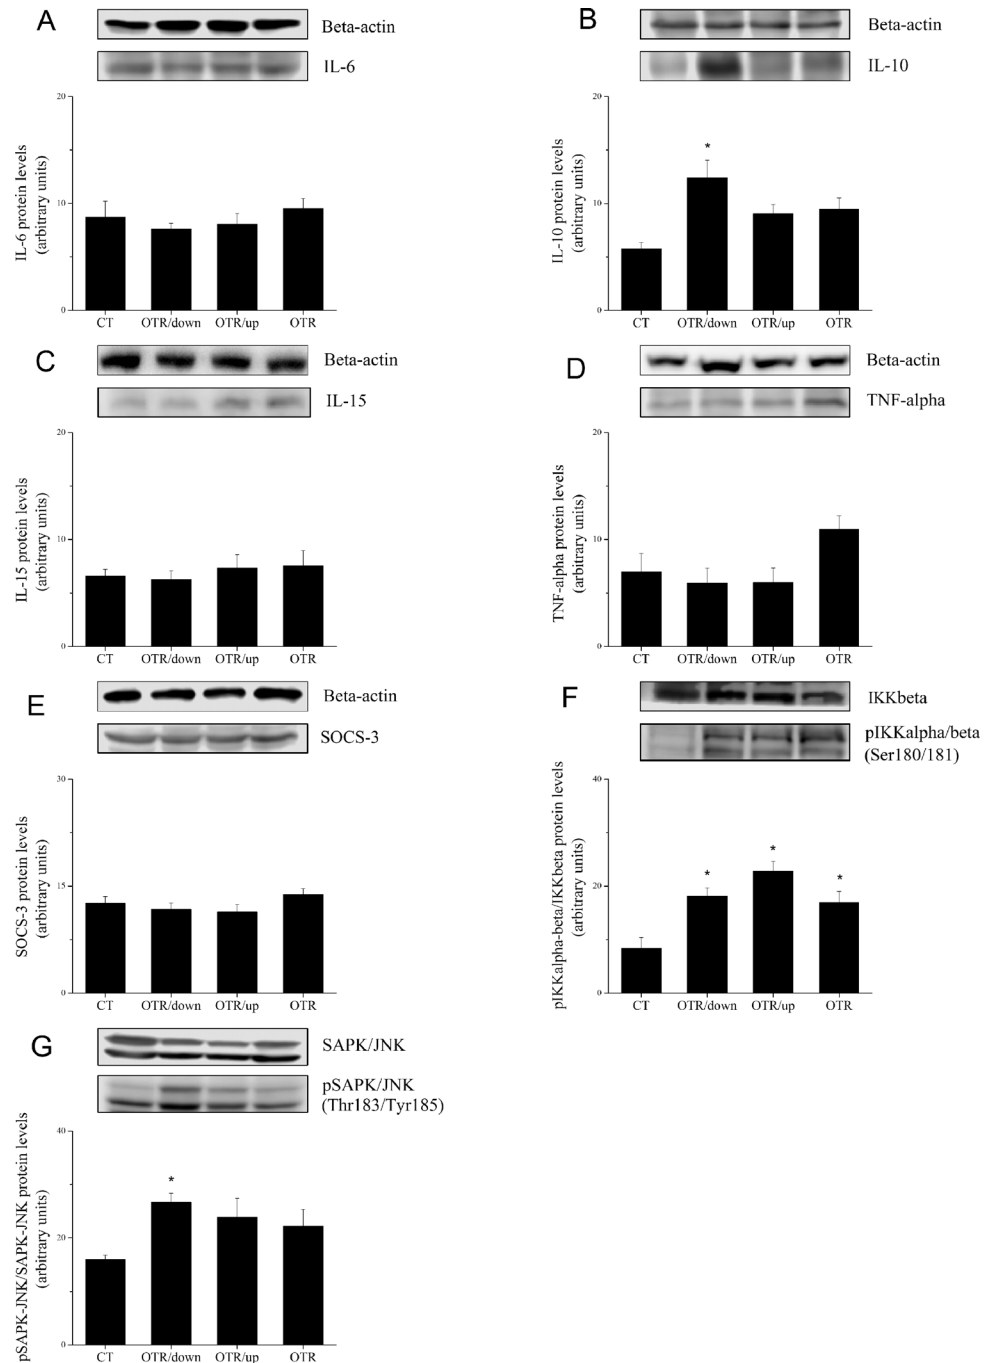 A
Beta-actin
IL-6
IL-6 protein levels
(arbitrary units)
20
10
0
CT OTR/down OTR/up OTR
B
Beta-actin
IL-10
IL-10 protein levels
(arbitrary units)
20
10
0
*
CT OTR/down OTR/up OTR
C
Beta-actin
IL-15
IL-15 protein levels
(arbitrary units)
20
10
0
CT OTR/down OTR/up OTR
D
Beta-actin
TNF-alpha
TNF-alpha protein levels
(arbitrary units)
20
10
0
CT OTR/down OTR/up OTR
E
Beta-actin
SOCS-3
SOCS-3 protein levels
(arbitrary units)
30
15
0
CT OTR/down OTR/up OTR
F
IKKbeta
pIKKalpha/beta
(Ser180/181)
pIKKalpha-beta/IKKbeta protein levels
(arbitrary units)
40
20
0
* * *
CT OTR/down OTR/up OTR
G
SAPK/JNK
pSAPK/JNK
(Thr183/Tyr185)
pSAPK-JNK/SAPK-JNK protein levels
(arbitrary units)
40
20
0
*
CT OTR/down OTR/up OTR